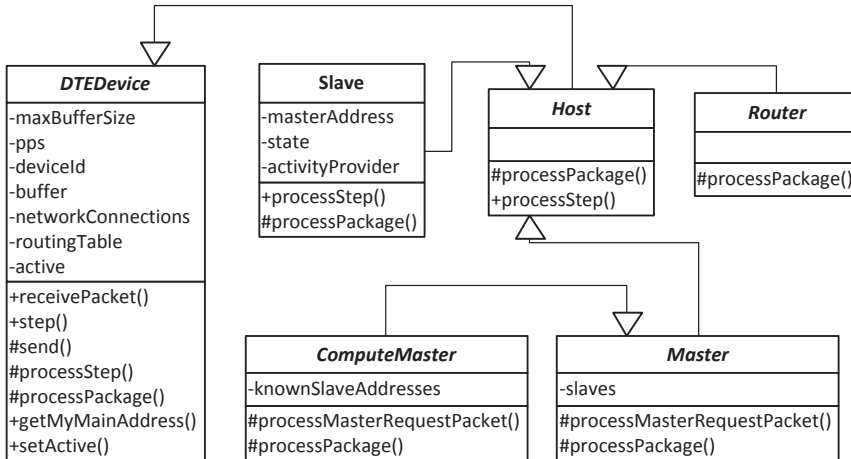 DTEDevice
-maxBufferSize
-pps
-deviceId
-buffer
-networkConnections
-routingTable
-active
+receivePacket()
+step()
#send()
#processStep()
#processPackage()
+getMyMainAddress()
+setActive()
Slave
-masterAddress
-state
-activityProvider
+processStep()
#processPackage()
Host
#processPackage()
+processStep()
Router
#processPackage()
ComputeMaster
-knownSlaveAddresses
#processMasterRequestPacket()
#processPackage()
Master
-slaves
#processMasterRequestPacket()
#processPackage()